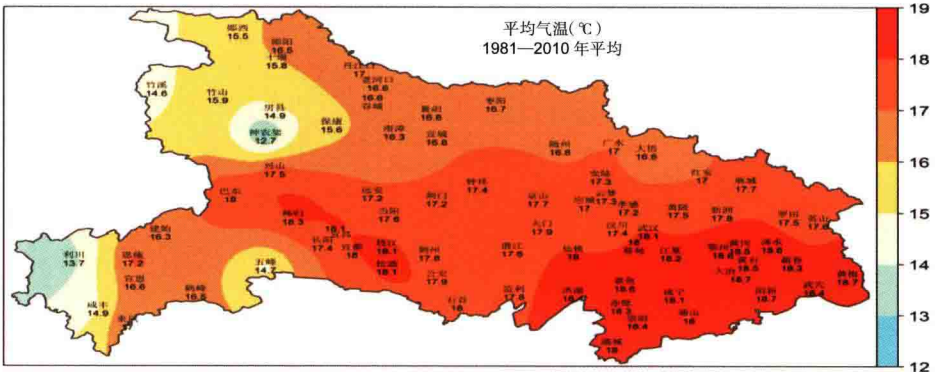 平均气温(℃)
1981—2010 年平均
19
18
17
16
15
14
13
12
郧西
15.5
郧阳
16.5
十堰
15.8
丹江口
17
老河口
16.6
16.6
谷城
竹溪
14.6
竹山
15.9
房县
14.9
神农架
12.7
保康
15.6
南漳
16.3
襄阳
16.6
宜城
16.8
枣阳
16.7
随州
16.8
广水
17
大悟
16.6
红安
17
麻城
17.7
兴山
17.5
巴东
18
秭归
18.3
远安
17.2
当阳
17.6
荆门
17.2
钟祥
17.4
京山
17.7
安陆
17.3
云梦
17.3
应城
17
孝感
17.2
黄陂
17.5
新洲
17.9
罗田
17.5
英山
17.6
建始
16.3
利川
13.7
恩施
17.2
宣恩
16.6
咸丰
14.9
来凤
鹤峰
16.5
五峰
14.7
长阳
17.4
宜昌
18.1
宜都
18
枝江
18.1
松滋
18.1
荆州
17.8
公安
17.9
石首
18
监利
17.8
潜江
17.6
天门
17.9
仙桃
18
汉川
17.4
武汉
18.1
18
蔡甸
江夏
18.2
洪湖
嘉鱼
18.6
赤壁
18.3
崇阳
18.4
通城
18
咸宁
18.1
通山
18
鄂州
黄冈
18.5
黄石
18.5
大冶
18.7
浠水
18.6
蕲春
18.3
阳新
18.7
武穴
18.4
黄梅
18.7